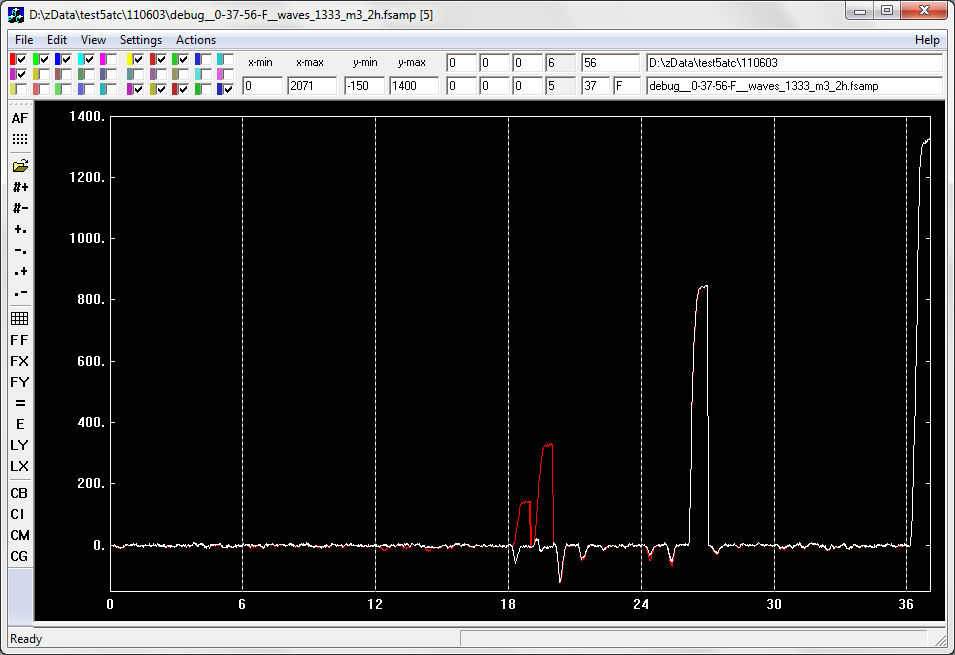 D:\zData\test5atc\110603\debug__0-37-56-F__waves_1333_m3_2h.fsamp [5]
File Edit View Settings Actions Help
x-min x-max y-min y-max 0 0 0 6 56 D:\zData\test5atc\110603
0 2071 -150 1400 0 0 0 5 37 F debug__0-37-56-F__waves_1333_m3_2h.fsamp
AF
#+
#-
+.
-.
.+
.-
FF
FX
FY
=
E
LY
LX
CB
CI
CM
CG
1400.
1200.
1000.
800.
600.
400.
200.
0.
0 6 12 18 24 30 36
Ready